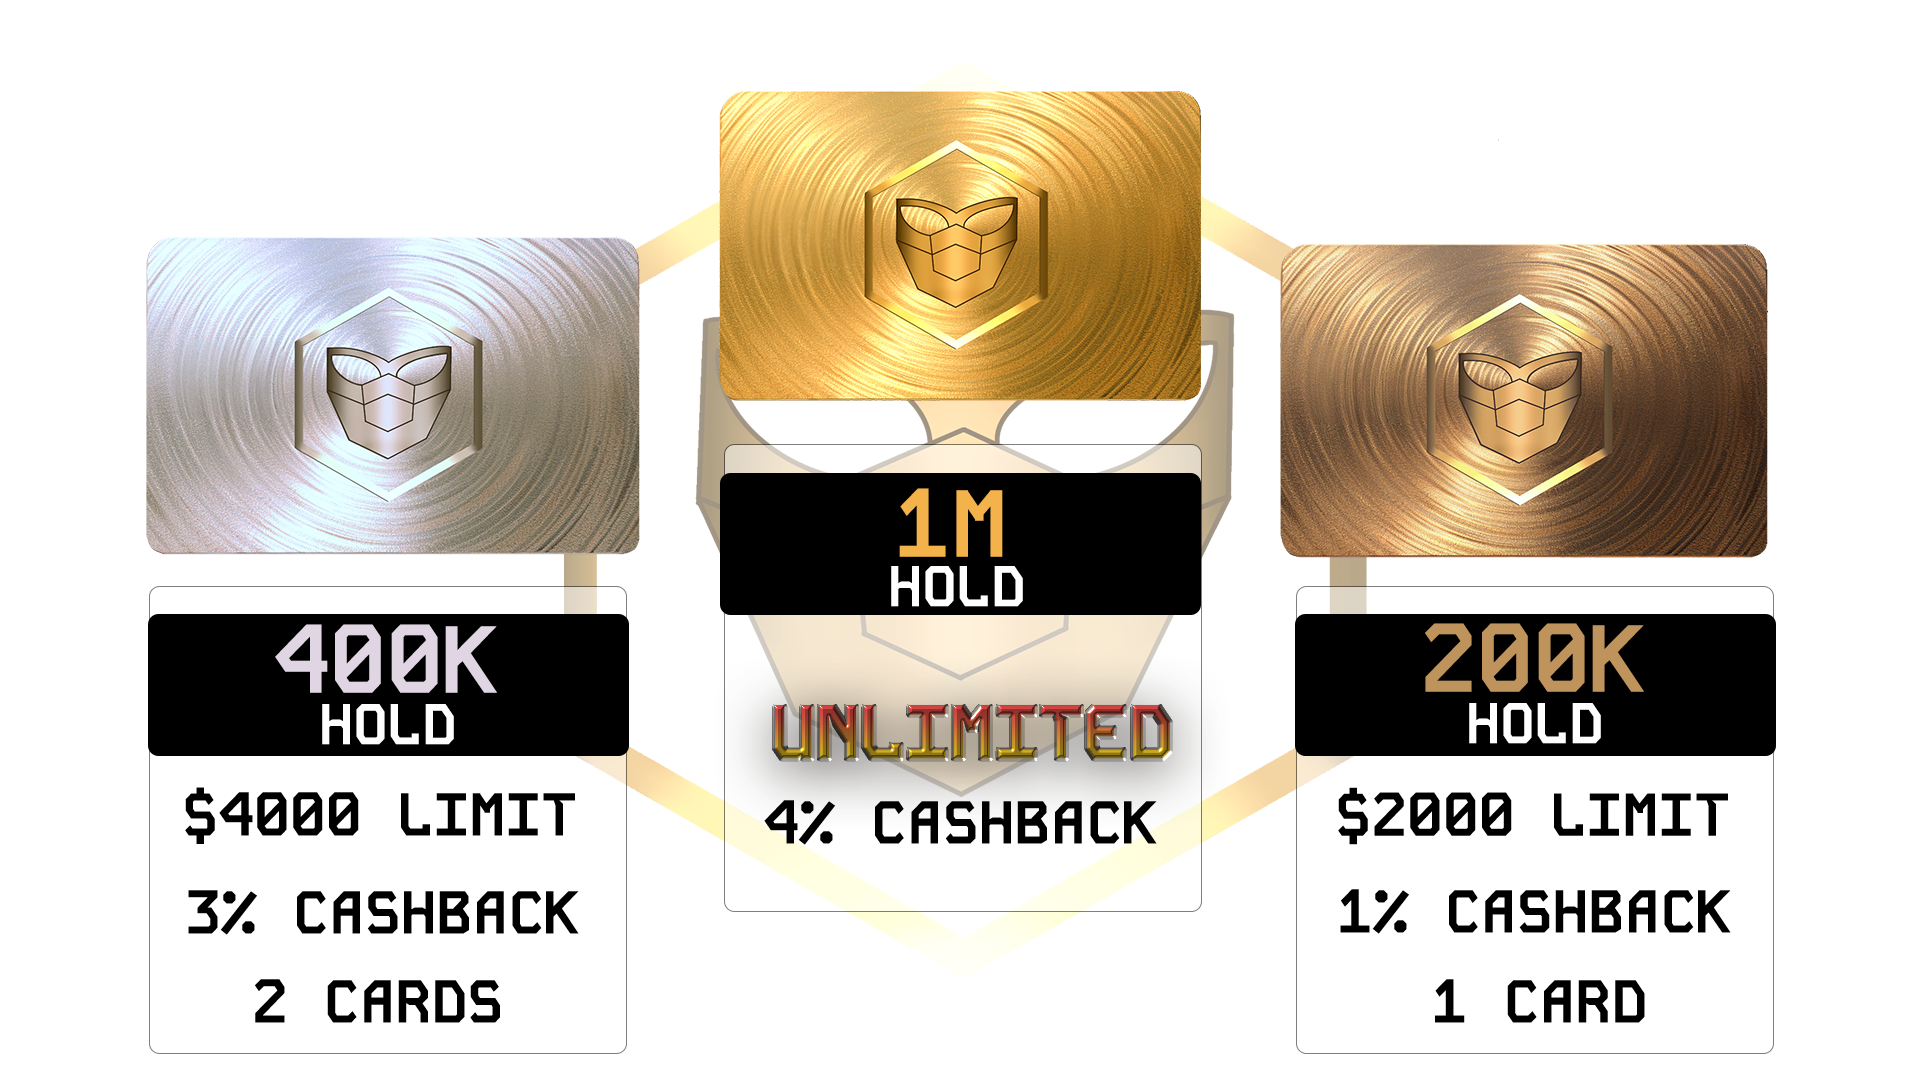 400K
HOLD
$4000 LIMIT
3% CASHBACK
2 CARDS
1M
HOLD
UNLIMITED
4% CASHBACK
200K
HOLD
$2000 LIMIT
1% CASHBACK
1 CARD